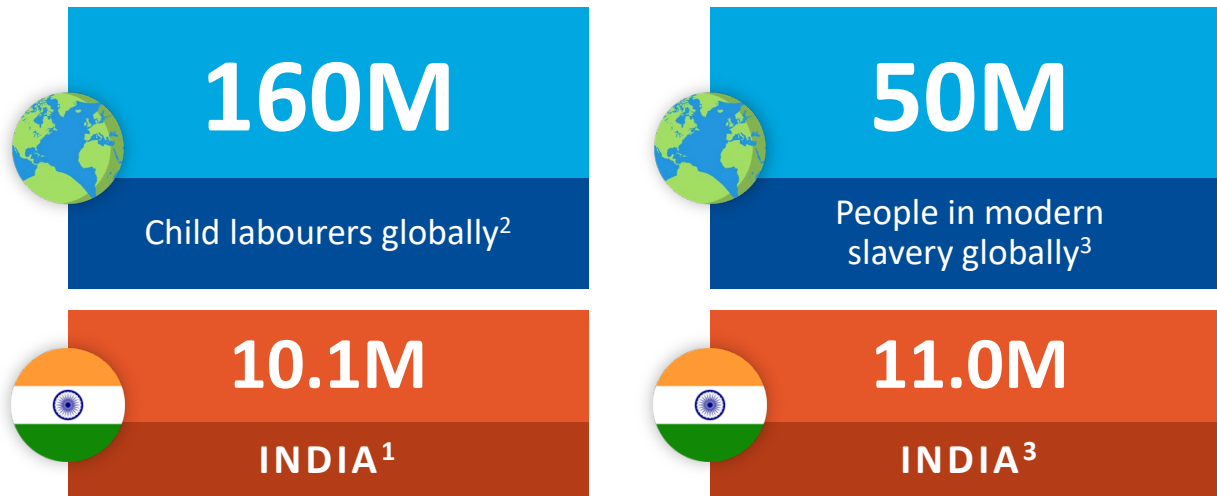 160M
Child labourers globally²
10.1M
INDIA¹
50M
People in modern
slavery globally³
11.0M
INDIA³